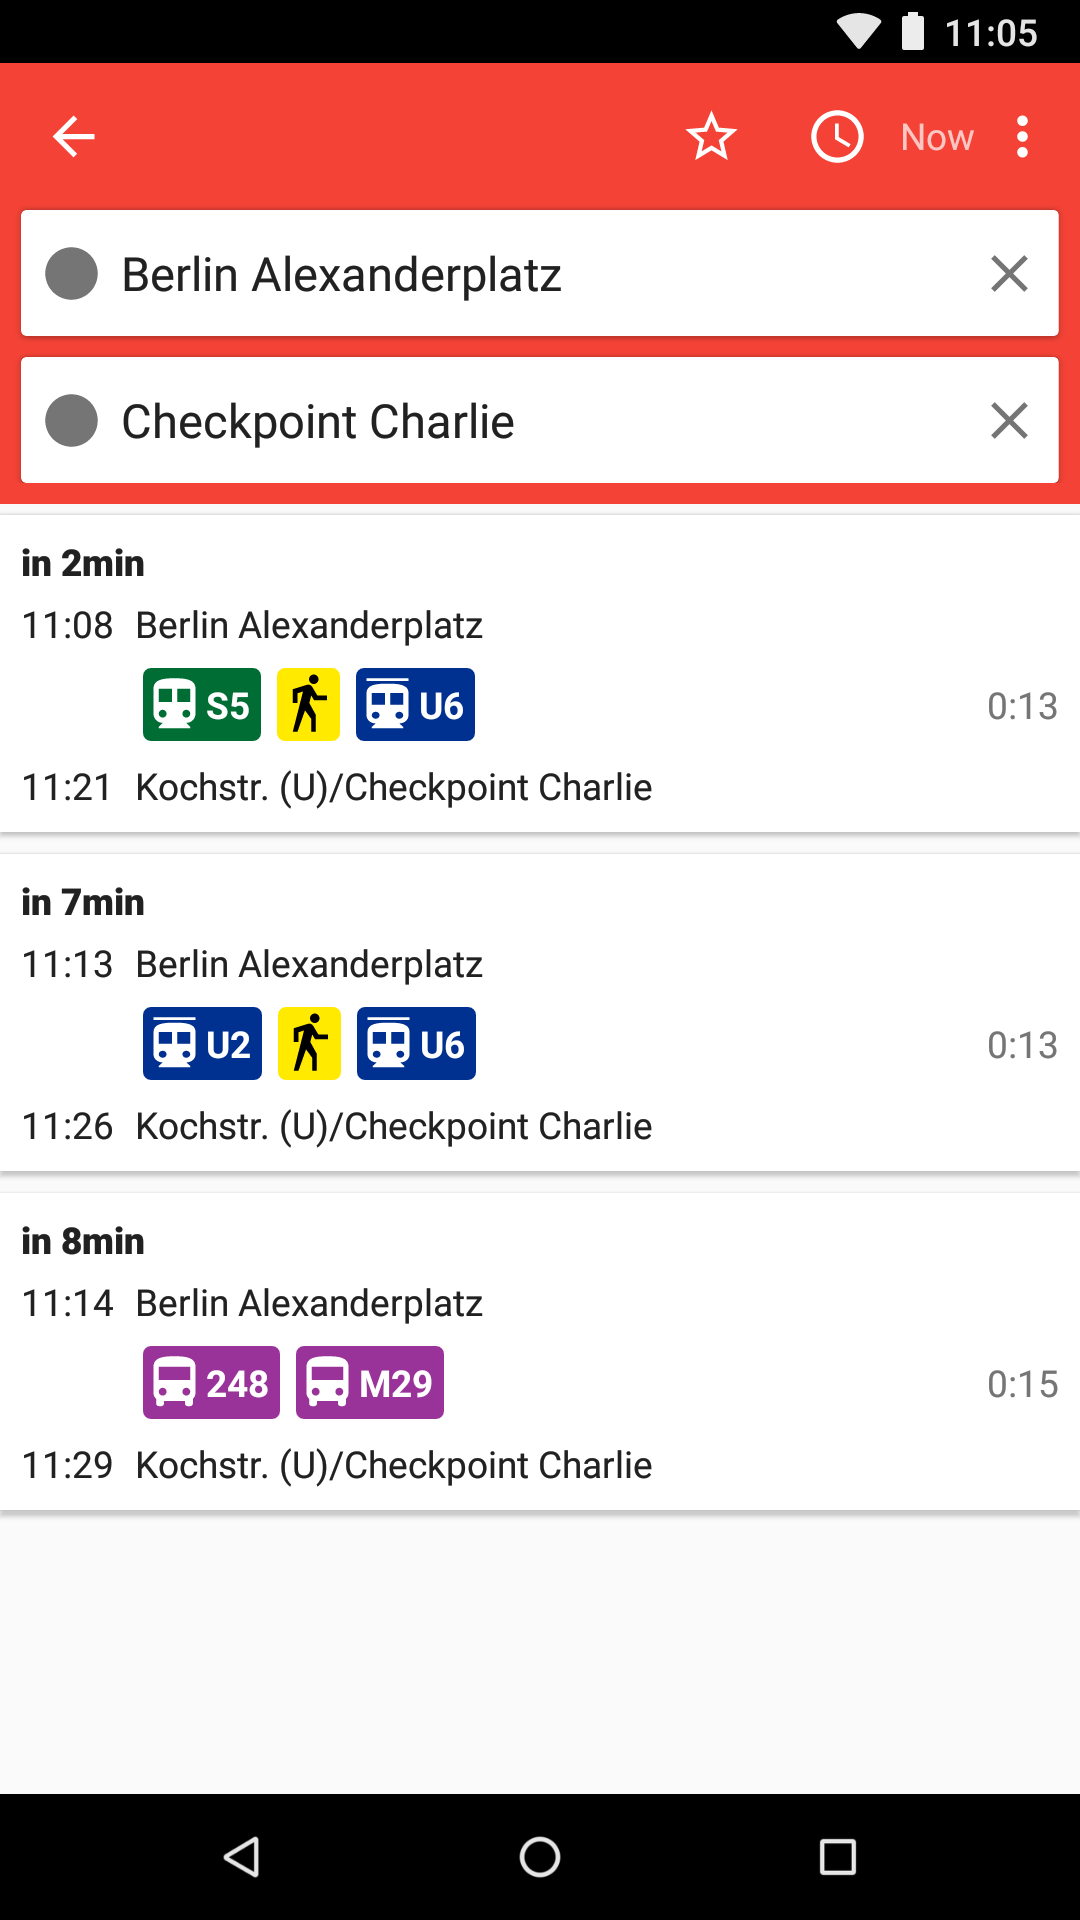 11:05
Now
Berlin Alexanderplatz
Checkpoint Charlie
in 2min
11:08 Berlin Alexanderplatz
S5 U6 0:13
11:21 Kochstr. (U)/Checkpoint Charlie
in 7min
11:13 Berlin Alexanderplatz
U2 U6 0:13
11:26 Kochstr. (U)/Checkpoint Charlie
in 8min
11:14 Berlin Alexanderplatz
248 M29 0:15
11:29 Kochstr. (U)/Checkpoint Charlie